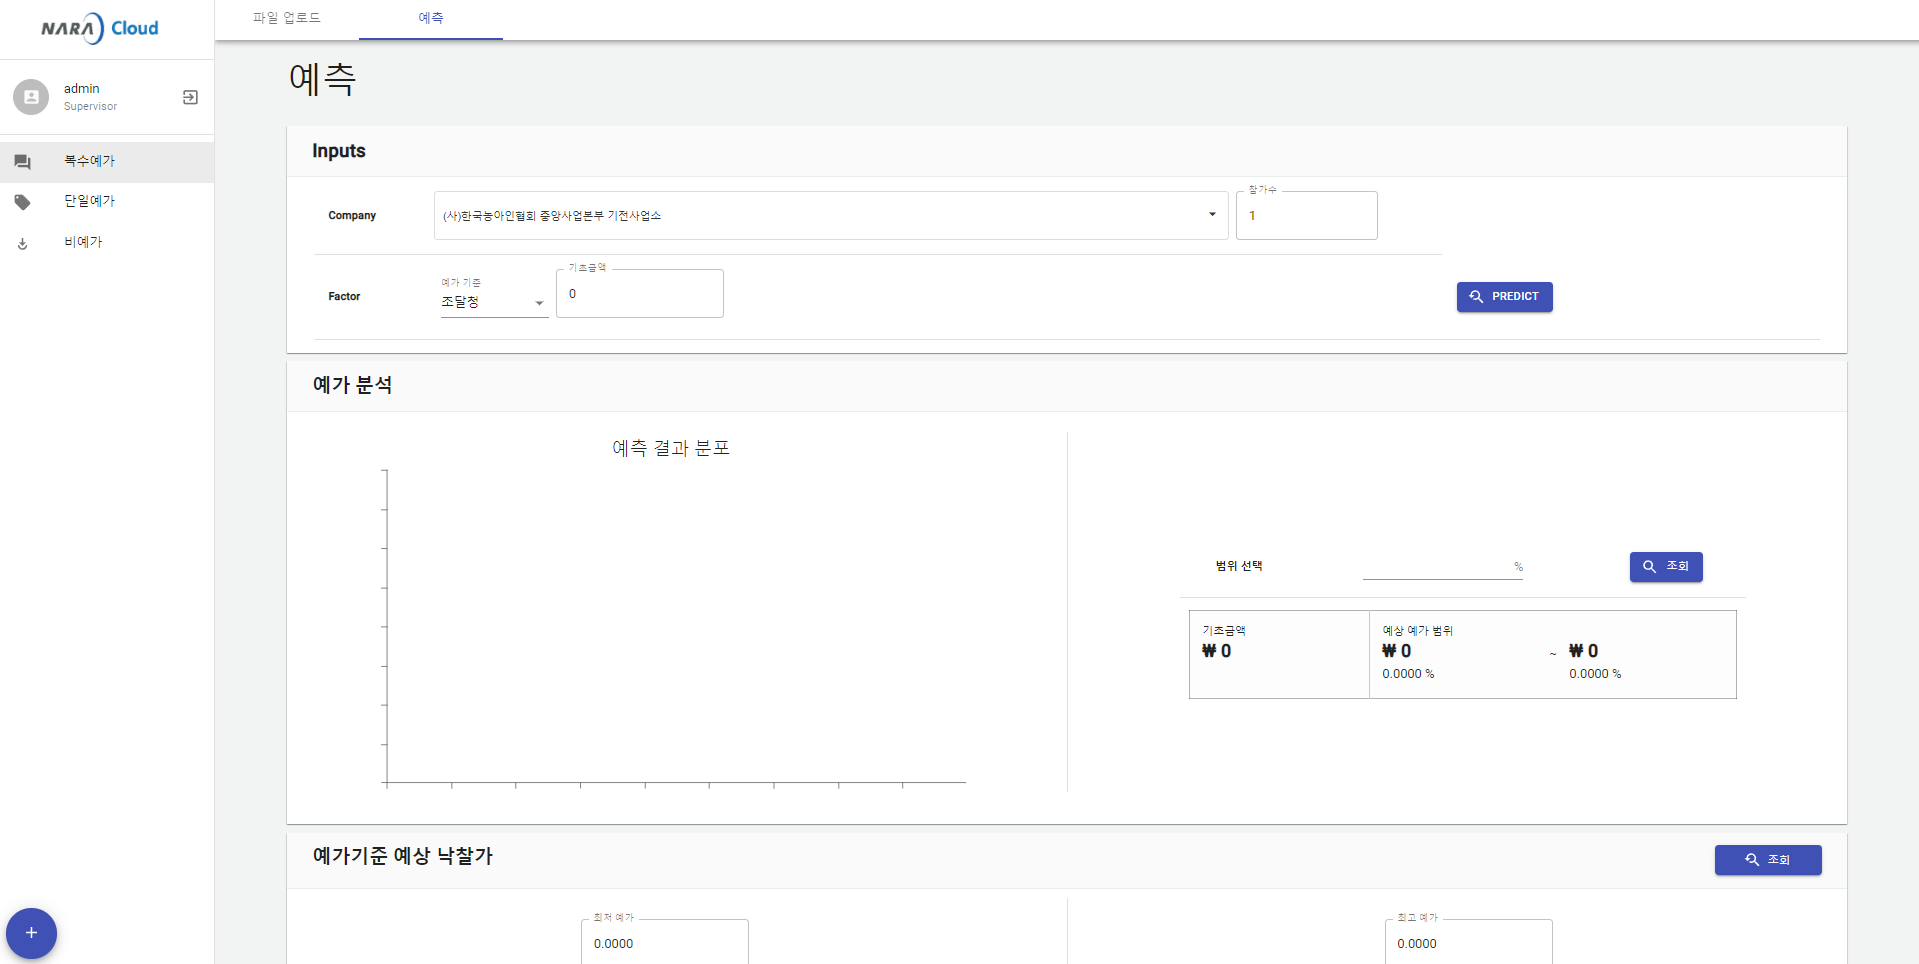 NARA Cloud
파일 업로드
예측
admin
Supervisor
복수예가
단일예가
비예가
예측
Inputs
Company
(사)한국농아인협회 중앙사업본부 기전사업소
참가수
1
Factor
예가 기준
조달청
기초금액
0
PREDICT
예가 분석
예측 결과 분포
범위 선택
%
조회
기초금액
₩ 0
예상 예가 범위
₩ 0 ~ ₩ 0
0.0000 % 0.0000 %
예가기준 예상 낙찰가
조회
최저 예가
0.0000
최고 예가
0.0000
+